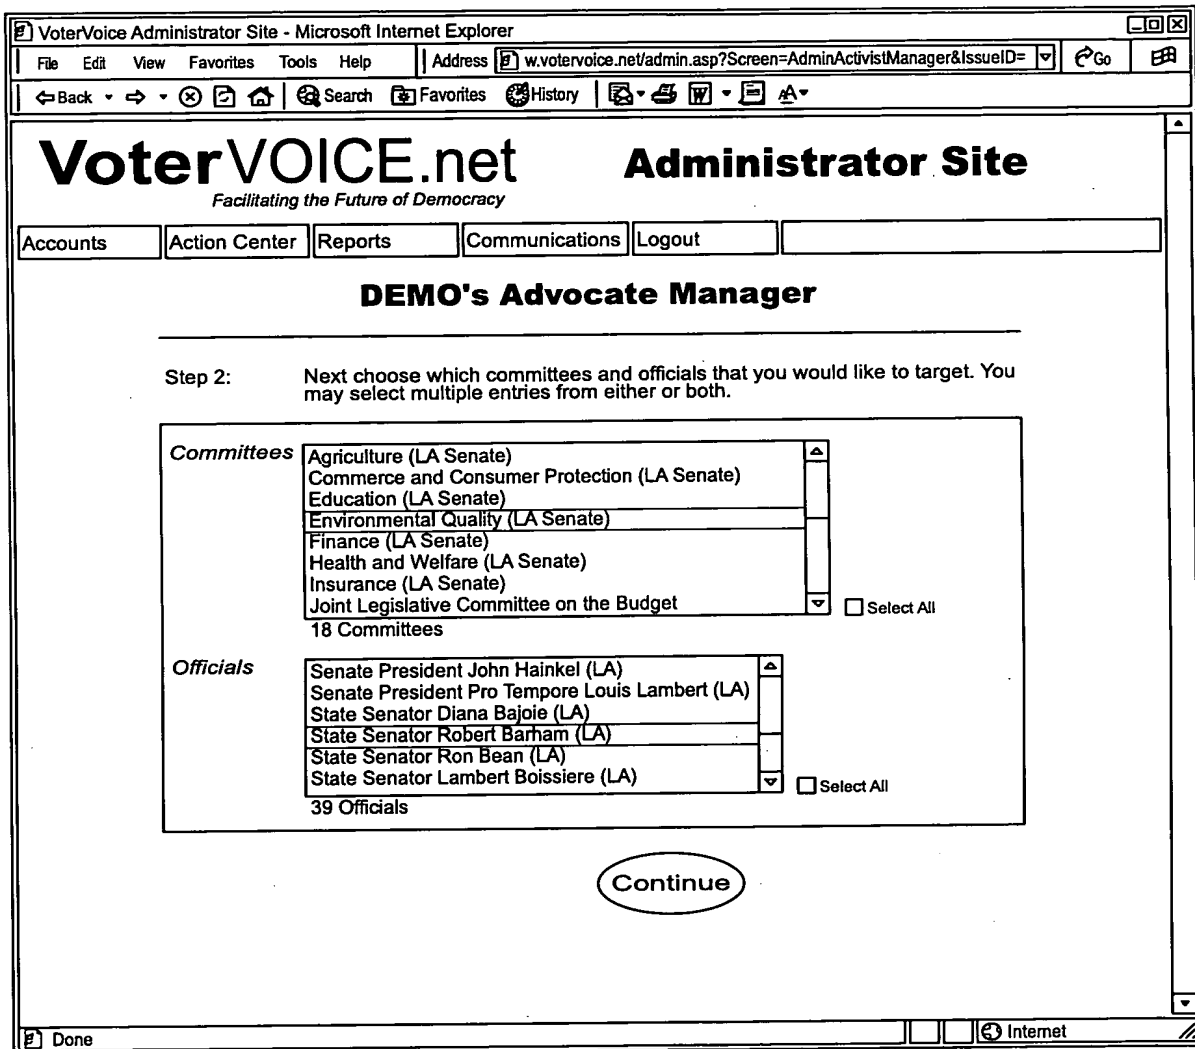 VoterVoice Administrator Site - Microsoft Internet Explorer
File Edit View Favorites Tools Help Address w.votervoice.net/admin.asp?Screen=AdminActivistManager&IssueID= Go
Back Search Favorites History
VoterVOICE.net Administrator Site
Facilitating the Future of Democracy
Accounts Action Center Reports Communications Logout
DEMO's Advocate Manager
Step 2: Next choose which committees and officials that you would like to target. You
may select multiple entries from either or both.
Committees Agriculture (LA Senate)
Commerce and Consumer Protection (LA Senate)
Education (LA Senate)
Environmental Quality (LA Senate)
Finance (LA Senate)
Health and Welfare (LA Senate)
Insurance (LA Senate)
Joint Legislative Committee on the Budget Select All
18 Committees
Officials Senate President John Hainkel (LA)
Senate President Pro Tempore Louis Lambert (LA)
State Senator Diana Bajoie (LA)
State Senator Robert Barham (LA)
State Senator Ron Bean (LA)
State Senator Lambert Boissiere (LA) Select All
39 Officials
Continue
Done Internet